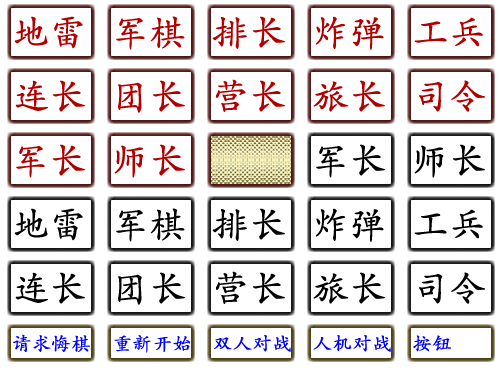 地雷 军棋 排长 炸弹 工兵
连长 团长 营长 旅长 司令
军长 师长 军长 师长
地雷 军棋 排长 炸弹 工兵
连长 团长 营长 旅长 司令
请求悔棋 重新开始 双人对战 人机对战 按钮